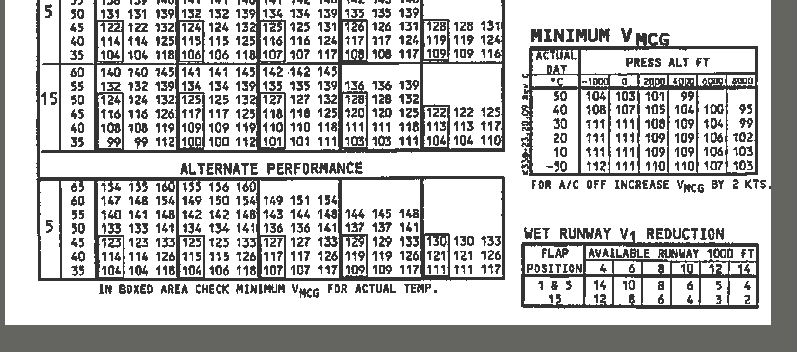 5 50 131 131 139 132 132 139 134 134 139 135 135 139
45 122 122 132 124 124 132 125 125 131 126 126 131 128 128 131
40 114 114 125 115 115 125 116 116 124 117 117 124 119 119 124
35 104 104 118 106 106 118 107 107 117 108 108 117 109 109 116
60 140 140 145 141 141 145 142 142 145
55 132 132 139 134 134 139 135 135 139 136 136 139
15 50 124 124 132 125 125 132 127 127 132 128 128 132
45 116 116 126 117 117 125 118 118 125 120 120 125 122 122 125
40 108 108 119 109 109 119 110 110 118 111 111 118 113 113 117
35 99 99 112 100 100 112 101 101 111 103 103 111 104 104 110
ALTERNATE PERFORMANCE
65 154 155 160 155 156 160
60 147 148 154 149 150 154 149 151 154
55 140 141 148 142 142 148 143 144 148 144 145 148
5 50 133 133 141 134 134 141 136 136 141 137 137 141
45 123 123 133 125 125 133 127 127 133 129 129 133 130 130 133
40 114 114 126 115 115 126 117 117 126 119 119 126 121 121 126
35 104 104 118 104 106 118 107 107 117 109 109 117 111 111 117
IN BOXED AREA CHECK MINIMUM VMCG FOR ACTUAL TEMP.
MINIMUM VMCG
ACTUAL OAT °C PRESS ALT FT
-1000 0 2000 4000 6000 8000
50 104 103 101 99
40 108 107 105 104 100 95
30 111 111 108 109 104 99
20 111 111 109 109 106 102
10 111 111 109 109 106 103
-50 112 111 110 110 107 103
FOR A/C OFF INCREASE VMCG BY 2 KTS.
WET RUNWAY V1 REDUCTION
FLAP POSITION AVAILABLE RUNWAY 1000 FT
4 6 8 10 12 14
1 & 5 14 10 8 6 5 4
15 12 8 6 4 3 2